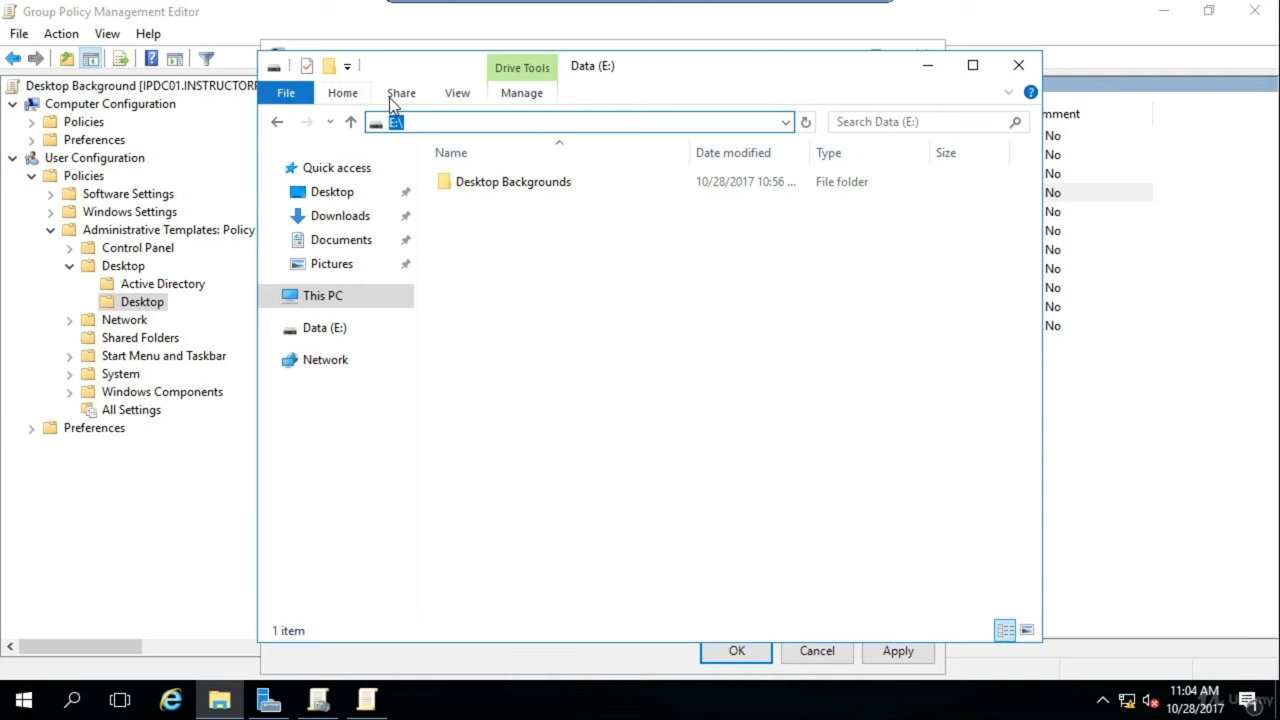 Group Policy Management Editor
File Action View Help
Desktop Background [IPDC01.INSTRUCTORP
Computer Configuration
Policies
Preferences
User Configuration
Policies
Software Settings
Windows Settings
Administrative Templates: Policy
Control Panel
Desktop
Active Directory
Desktop
Network
Shared Folders
Start Menu and Taskbar
System
Windows Components
All Settings
Preferences
Drive Tools Data (E:)
File Home Share View Manage
E:\
Search Data (E:)
Name Date modified Type Size
Desktop Backgrounds 10/28/2017 10:56 ... File folder
Quick access
Desktop
Downloads
Documents
Pictures
This PC
Data (E:)
Network
1 item
mment
No
No
No
No
No
No
No
No
No
No
No
OK Cancel Apply
11:04 AM
10/28/2017
1
Udemy